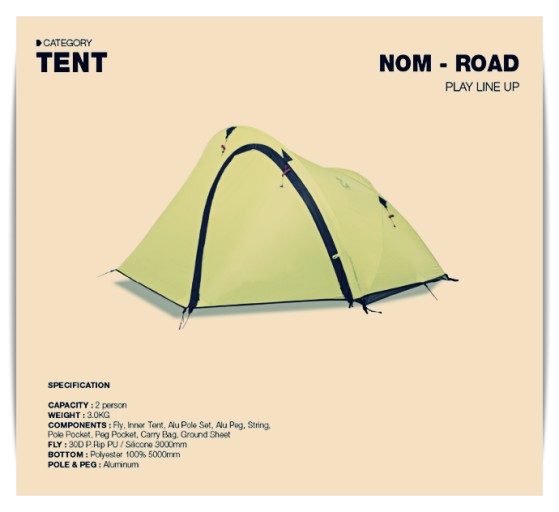 CATEGORY
TENT
NOM - ROAD
PLAY LINE UP
SPECIFICATION
CAPACITY : 2 person
WEIGHT : 3.0KG
COMPONENTS : Fly, Inner Tent, Alu Pole Set, Alu Peg, String,
Pole Pocket, Peg Pocket, Carry Bag, Ground Sheet
FLY : 30D P.Rip PU / Silicone 3000mm
BOTTOM : Polyester 100% 5000mm
POLE & PEG : Aluminum